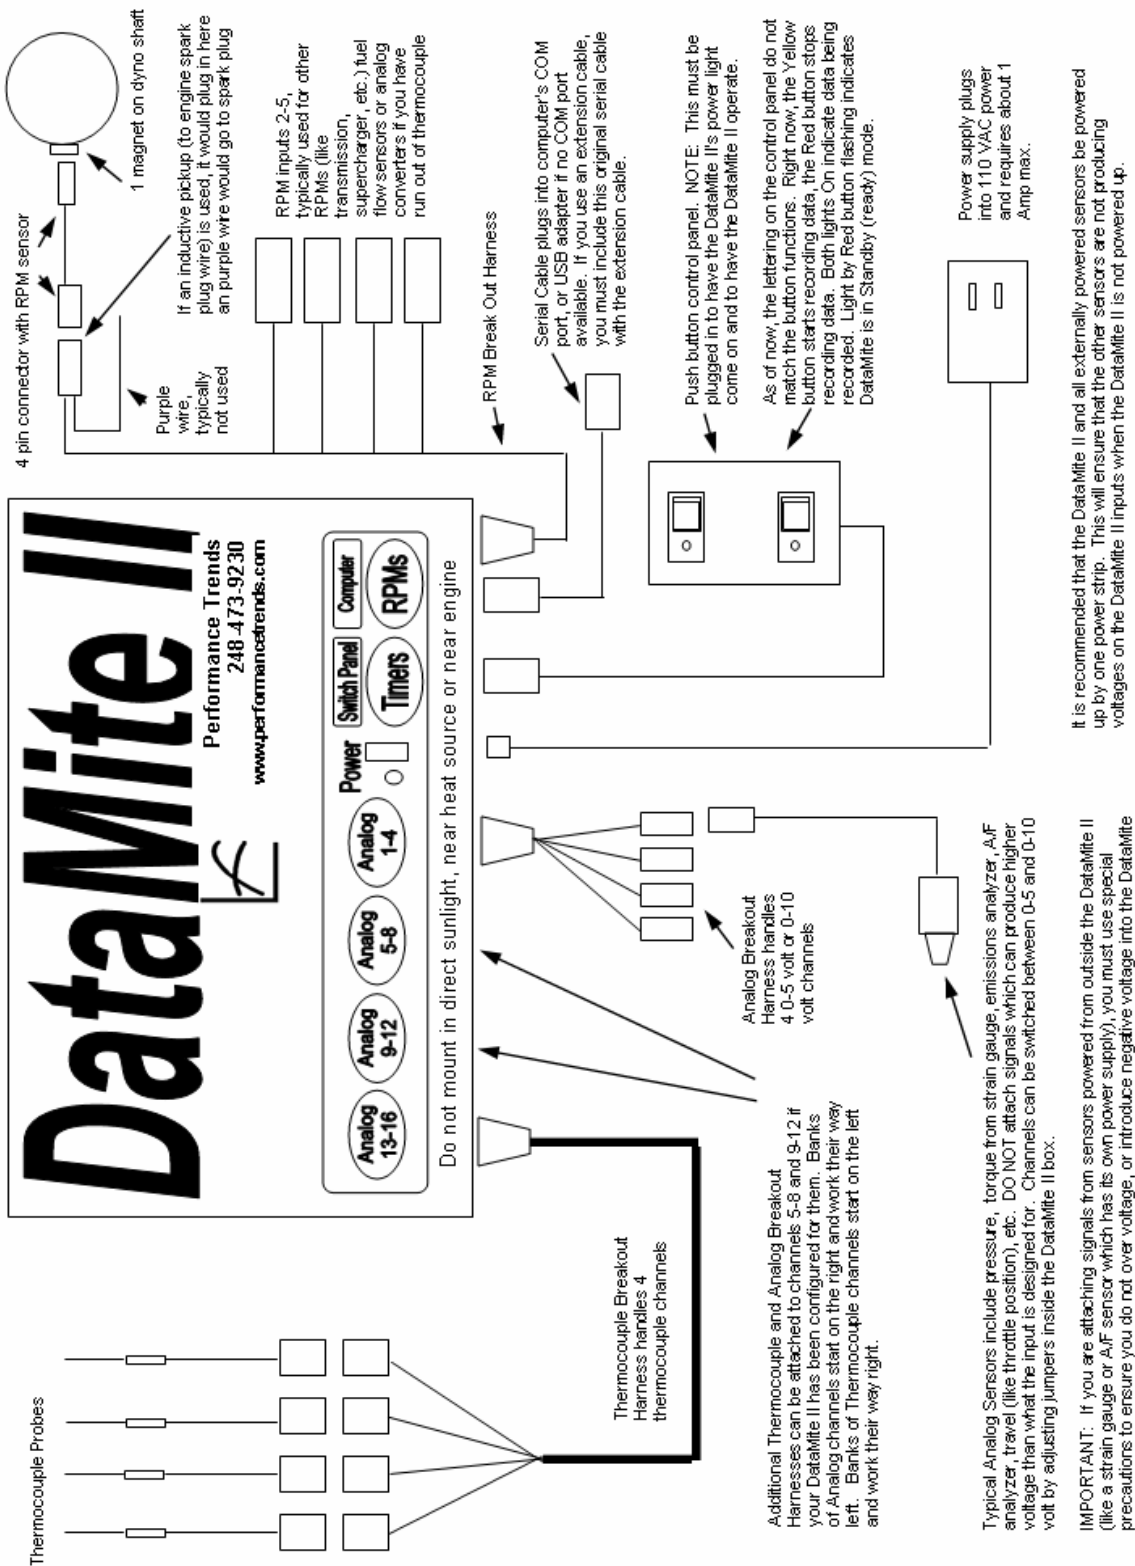 Thermocouple Probes
DataMite II
Performance Trends
248-473-9230
www.performancetrends.com
Analog
13-16
Analog
9-12
Analog
5-8
Analog
1-4
Power
Switch Panel
Computer
Timers
RPMs
Do not mount in direct sunlight, near heat source or near engine
4 pin connector with RPM sensor
1 magnet on dyno shaft
Purple
wire,
typically
not used
If an inductive pickup (to engine spark
plug wire) is used, it would plug in here
an purple wire would go to spark plug
RPM inputs 2-5,
typically used for other
RPMs (like
transmission,
supercharger, etc.) fuel
flow sensors or analog
converters if you have
run out of thermocouple
RPM Break Out Harness
Serial Cable plugs into computer's COM
port, or USB adapter if no COM port
available. If you use an extension cable,
you must include this original serial cable
with the extension cable.
Thermocouple Breakout
Harness handles 4
thermocouple channels
Push button control panel. NOTE: This must be
plugged in to have the DataMite II's power light
come on and to have the DataMite II operate.
As of now, the lettering on the control panel do not
match the button functions. Right now, the Yellow
button starts recording data, the Red button stops
recording data. Both lights On indicate data being
recorded. Light by Red button flashing indicates
DataMite is in Standby (ready) mode.
Analog Breakout
Harness handles
4 0-5 volt or 0-10
volt channels
Additional Thermocouple and Analog Breakout
Harnesses can be attached to channels 5-8 and 9-12 if
your DataMite II has been configured for them. Banks
of Analog channels start on the right and work their way
left. Banks of Thermocouple channels start on the left
and work their way right.
Power supply plugs
into 110 VAC power
and requires about 1
Amp max.
Typical Analog Sensors include pressure, torque from strain gauge, emissions analyzer, A/F
analyzer, travel (like throttle position), etc. DO NOT attach signals which can produce higher
voltage than what the input is designed for. Channels can be switched between 0-5 and 0-10
volt by adjusting jumpers inside the DataMite II box.
It is recommended that the DataMite II and all externally powered sensors be powered
up by one power strip. This will ensure that the other sensors are not producing
voltages on the DataMite II inputs when the DataMite II is not powered up.
IMPORTANT: If you are attaching signals from sensors powered from outside the DataMite II
(like a strain gauge or A/F sensor which has its own power supply), you must use special
precautions to ensure you do not over voltage, or introduce negative voltage into the DataMite